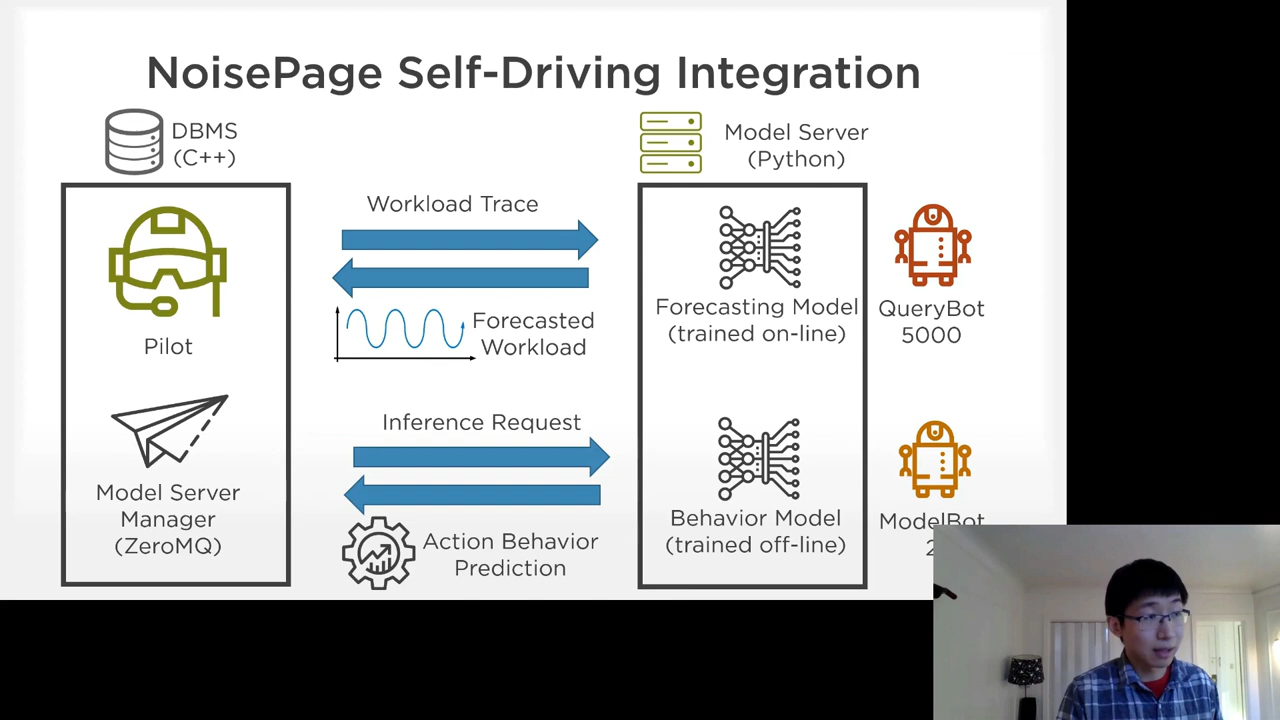 NoisePage Self-Driving Integration
DBMS
(C++)
Model Server
(Python)
Workload Trace
Forecasted
Workload
Pilot
Forecasting Model
(trained on-line)
QueryBot
5000
Inference Request
Model Server
Manager
(ZeroMQ)
Action Behavior
Prediction
Behavior Model
(trained off-line)
ModelBot